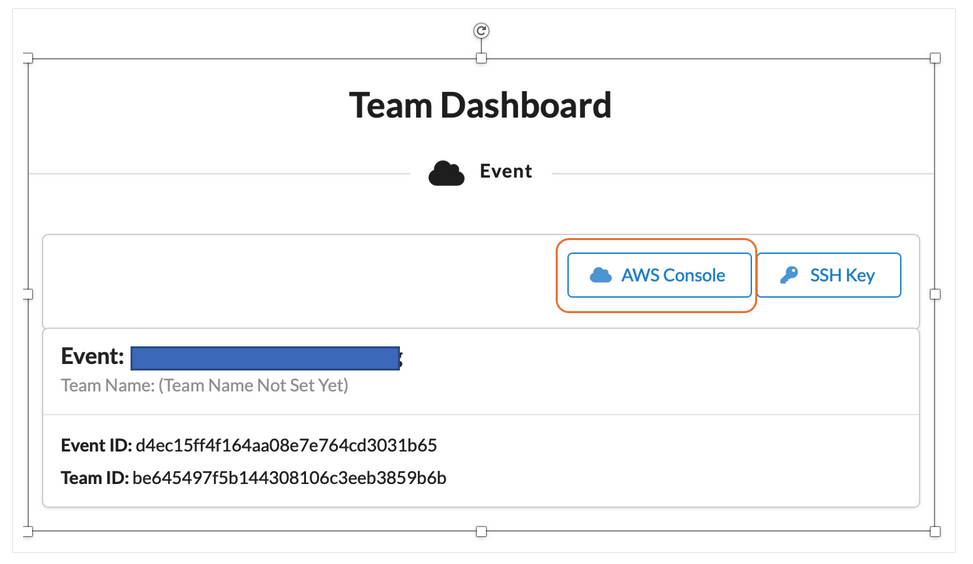 Team Dashboard
Event
AWS Console
SSH Key
Event:
Team Name: (Team Name Not Set Yet)
Event ID: d4ec15ff4f164aa08e7e764cd3031b65
Team ID: be645497f5b144308106c3eeb3859b6b